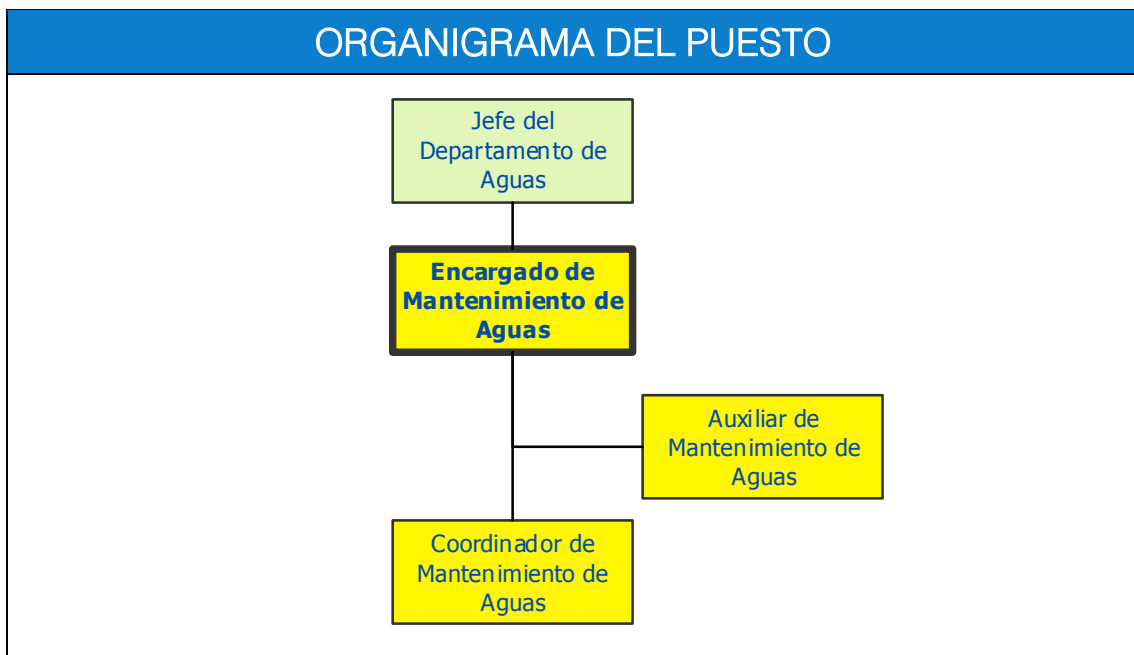 ORGANIGRAMA DEL PUESTO
Jefe del
Departamento de
Aguas
Encargado de
Mantenimiento de
Aguas
Auxiliar de
Mantenimiento de
Aguas
Coordinador de
Mantenimiento de
Aguas